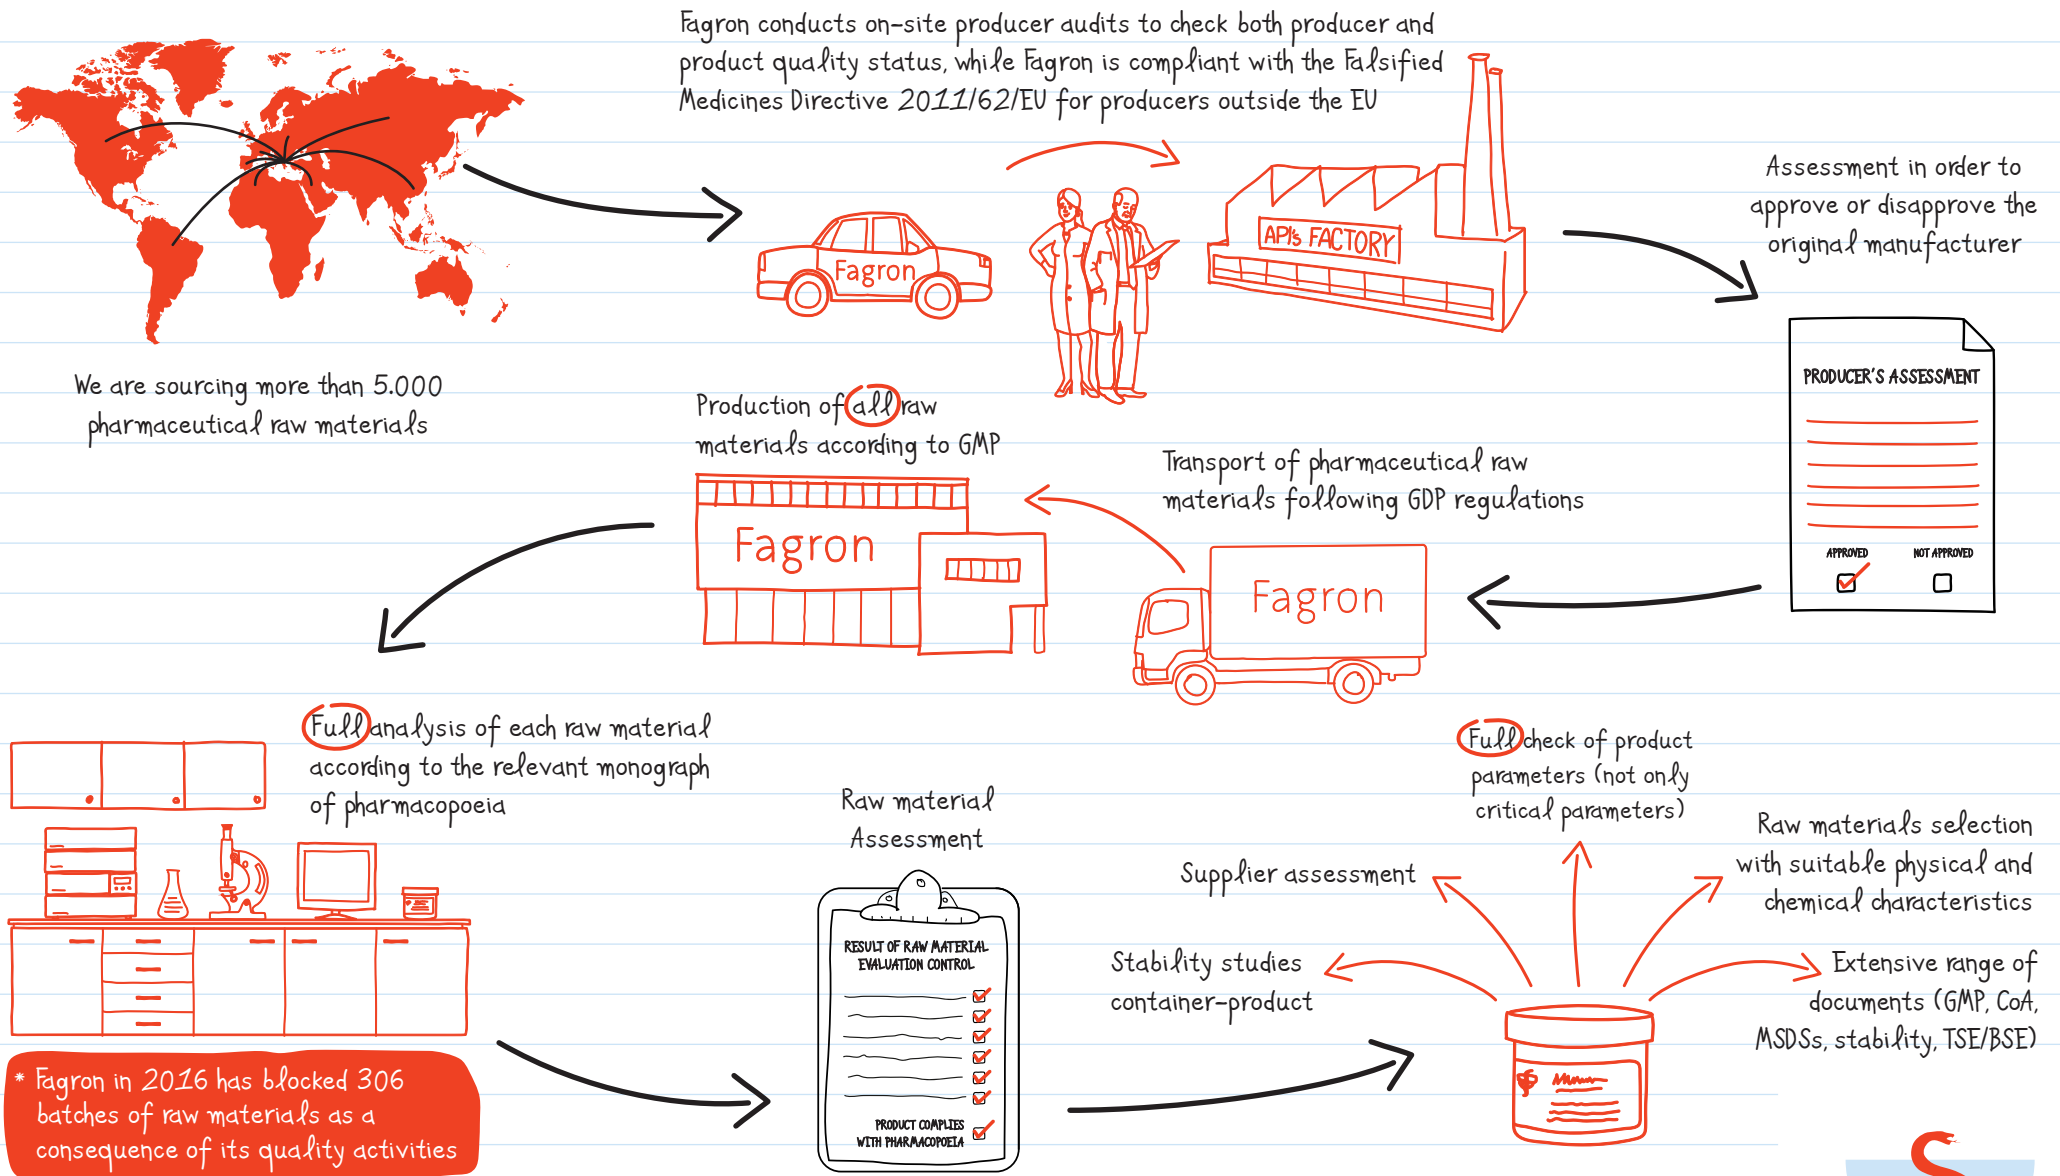 Fagron conducts on-site producer audits to check both producer and
product quality status, while Fagron is compliant with the Falsified
Medicines Directive 2011/62/EU for producers outside the EU
We are sourcing more than 5.000
pharmaceutical raw materials
Fagron
API's FACTORY
Assessment in order to
approve or disapprove the
original manufacturer
PRODUCER'S ASSESSMENT
APPROVED
NOT APPROVED
Transport of pharmaceutical raw
materials following GDP regulations
Fagron
Production of all raw
materials according to GMP
Fagron
Full analysis of each raw material
according to the relevant monograph
of pharmacopoeia
* Fagron in 2016 has blocked 306
batches of raw materials as a
consequence of its quality activities
Raw material
Assessment
RESULT OF RAW MATERIAL
EVALUATION CONTROL
PRODUCT COMPLIES
WITH PHARMACOPOEIA
Stability studies
container-product
Supplier assessment
Full check of product
parameters (not only
critical parameters)
Raw materials selection
with suitable physical and
chemical characteristics
Extensive range of
documents (GMP, CoA,
MSDSs, stability, TSE/BSE)